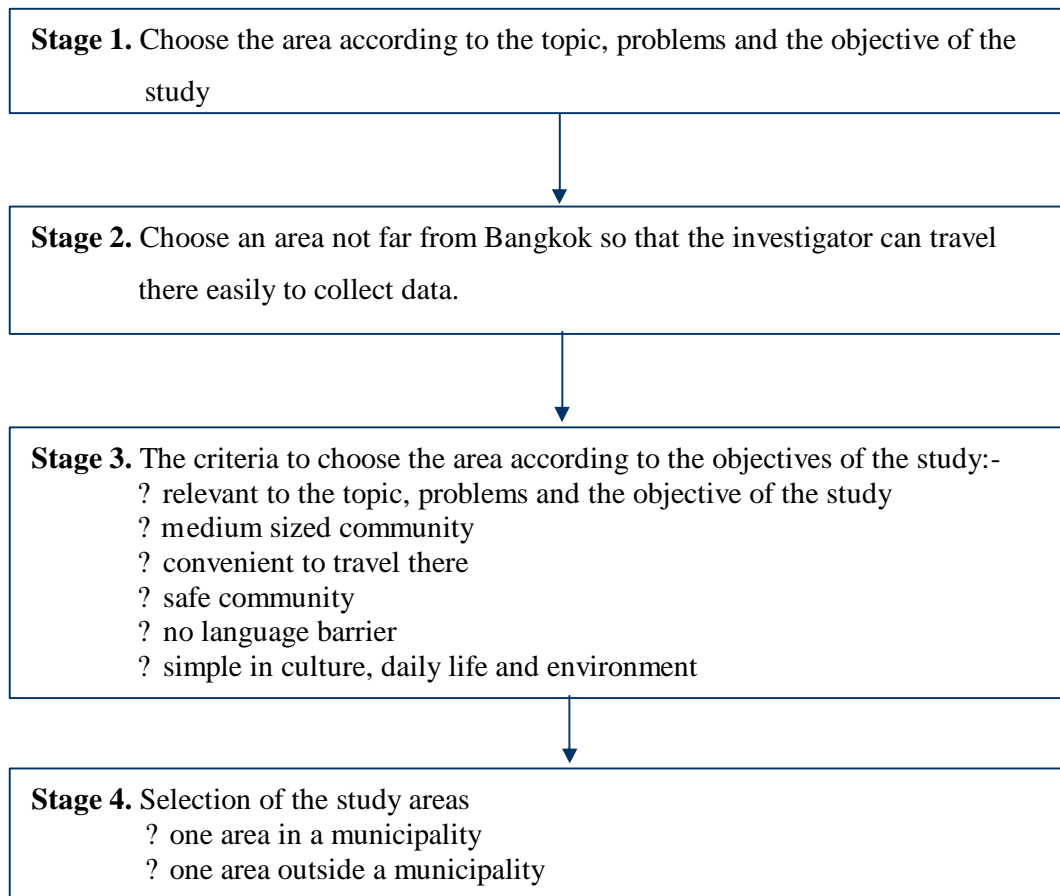 Stage 1. Choose the area according to the topic, problems and the objective of the
study
Stage 2. Choose an area not far from Bangkok so that the investigator can travel
there easily to collect data.
Stage 3. The criteria to choose the area according to the objectives of the study:-
? relevant to the topic, problems and the objective of the study
? medium sized community
? convenient to travel there
? safe community
? no language barrier
? simple in culture, daily life and environment
Stage 4. Selection of the study areas
? one area in a municipality
? one area outside a municipality